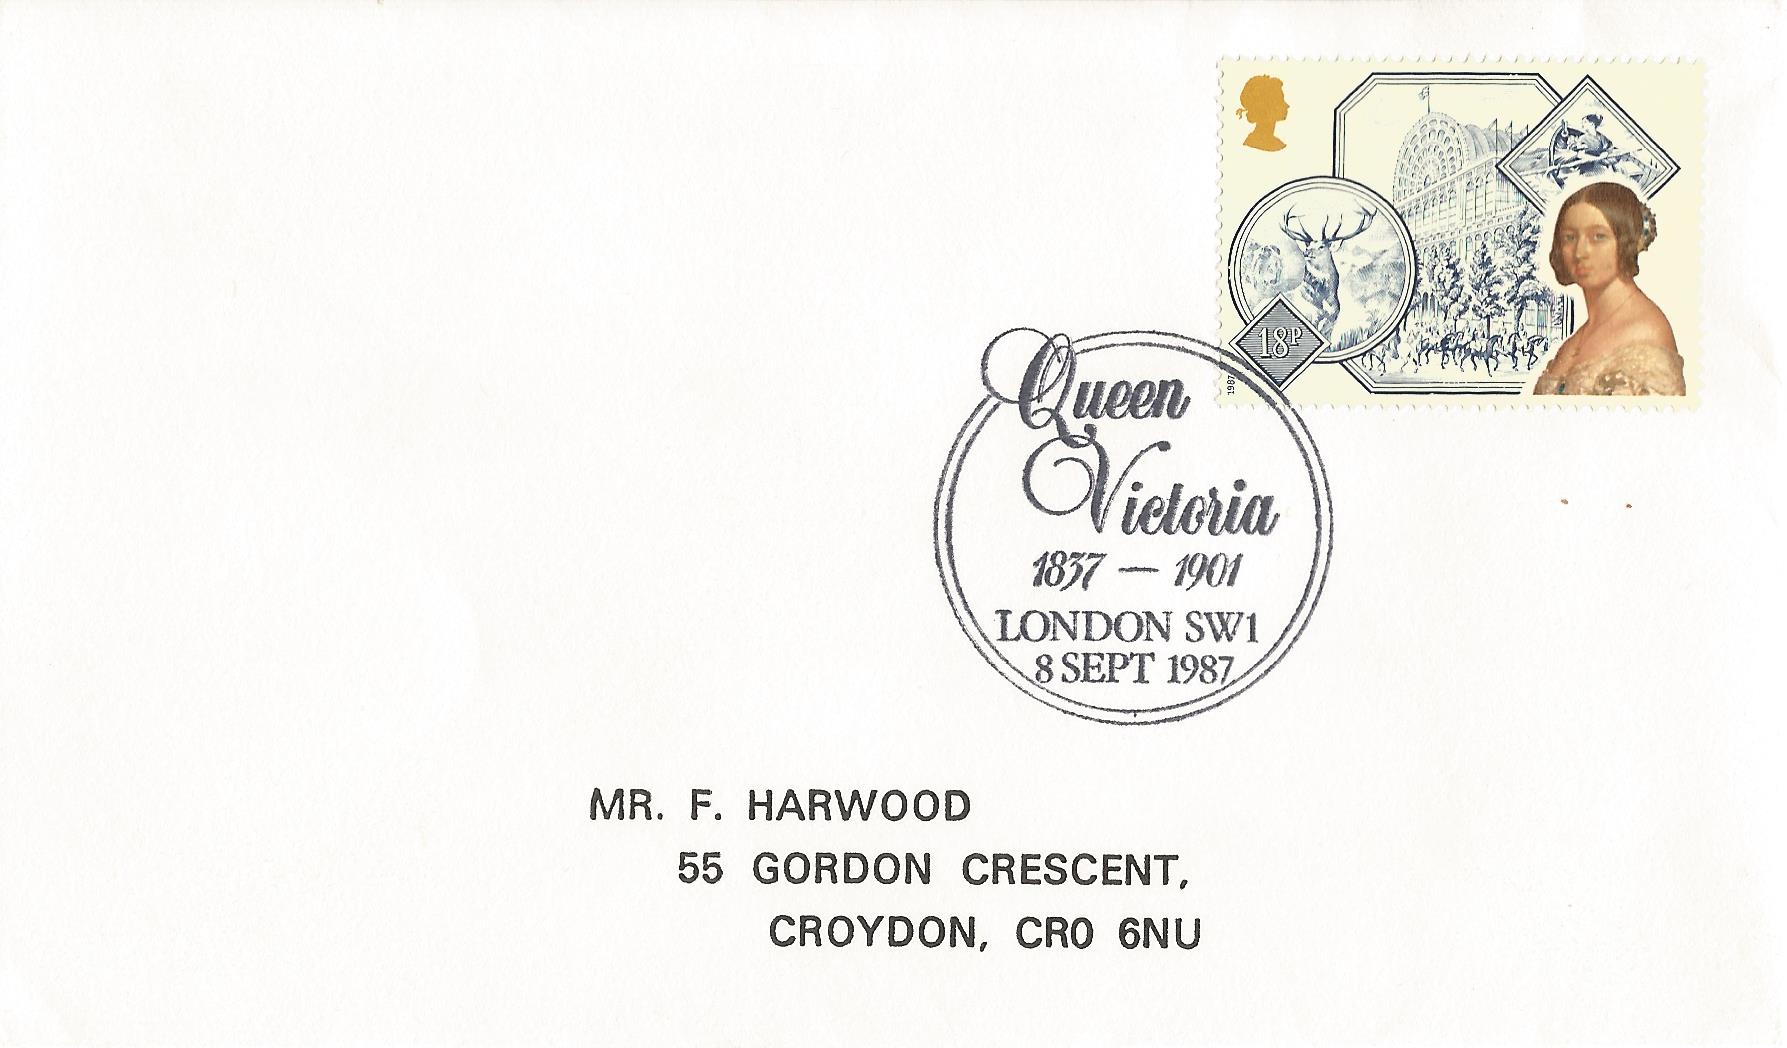 18P
1987
Queen
Victoria
1837 — 1901
LONDON SW1
8 SEPT 1987
MR. F. HARWOOD
55 GORDON CRESCENT,
CROYDON, CR0 6NU